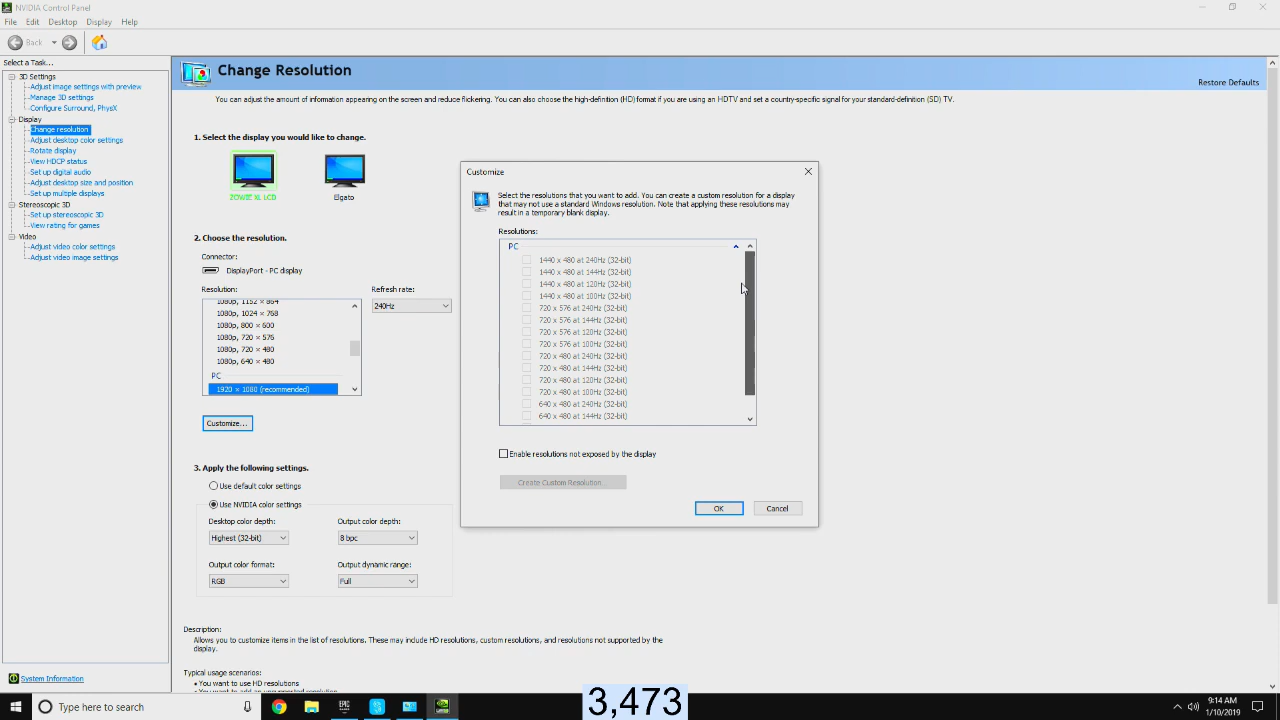 NVIDIA Control Panel
File Edit Desktop Display Help
Back
Select a Task...
3D Settings
Adjust image settings with preview
Manage 3D settings
Configure Surround, PhysX
Display
Change resolution
Adjust desktop color settings
Rotate display
View HDCP status
Set up digital audio
Adjust desktop size and position
Set up multiple displays
Stereoscopic 3D
Set up stereoscopic 3D
View rating for games
Video
Adjust video color settings
Adjust video image settings
System Information
Change Resolution
Restore Defaults
You can adjust the amount of information appearing on the screen and reduce flickering. You can also choose the high-definition (HD) format if you are using an HDTV and set a country-specific signal for your standard-definition (SD) TV.
1. Select the display you would like to change.
ZOWIE XL LCD
Elgato
2. Choose the resolution.
Connector:
DisplayPort - PC display
Resolution:
Refresh rate:
240Hz
1080p, 1152 × 864
1080p, 1024 × 768
1080p, 800 × 600
1080p, 720 × 576
1080p, 720 × 480
1080p, 640 × 480
PC
1920 × 1080 (recommended)
Customize...
3. Apply the following settings.
Use default color settings
Use NVIDIA color settings
Desktop color depth:
Output color depth:
Highest (32-bit)
8 bpc
Output color format:
Output dynamic range:
RGB
Full
Description:
Allows you to customize items in the list of resolutions. These may include HD resolutions, custom resolutions, and resolutions not supported by the
display.
Typical usage scenarios:
• You want to use HD resolutions
• You want to add an unsupported resolution
Customize
Select the resolutions that you want to add. You can create a custom resolution for a display
that may not use a standard Windows resolution. Note that applying these resolutions may
result in a temporary blank display.
Resolutions:
PC
1440 x 480 at 240Hz (32-bit)
1440 x 480 at 144Hz (32-bit)
1440 x 480 at 120Hz (32-bit)
1440 x 480 at 100Hz (32-bit)
720 x 576 at 240Hz (32-bit)
720 x 576 at 144Hz (32-bit)
720 x 576 at 120Hz (32-bit)
720 x 576 at 100Hz (32-bit)
720 x 480 at 240Hz (32-bit)
720 x 480 at 144Hz (32-bit)
720 x 480 at 120Hz (32-bit)
720 x 480 at 100Hz (32-bit)
640 x 480 at 240Hz (32-bit)
640 x 480 at 144Hz (32-bit)
Enable resolutions not exposed by the display
Create Custom Resolution...
OK
Cancel
Type here to search
EPIC
3,473
9:14 AM
1/10/2019